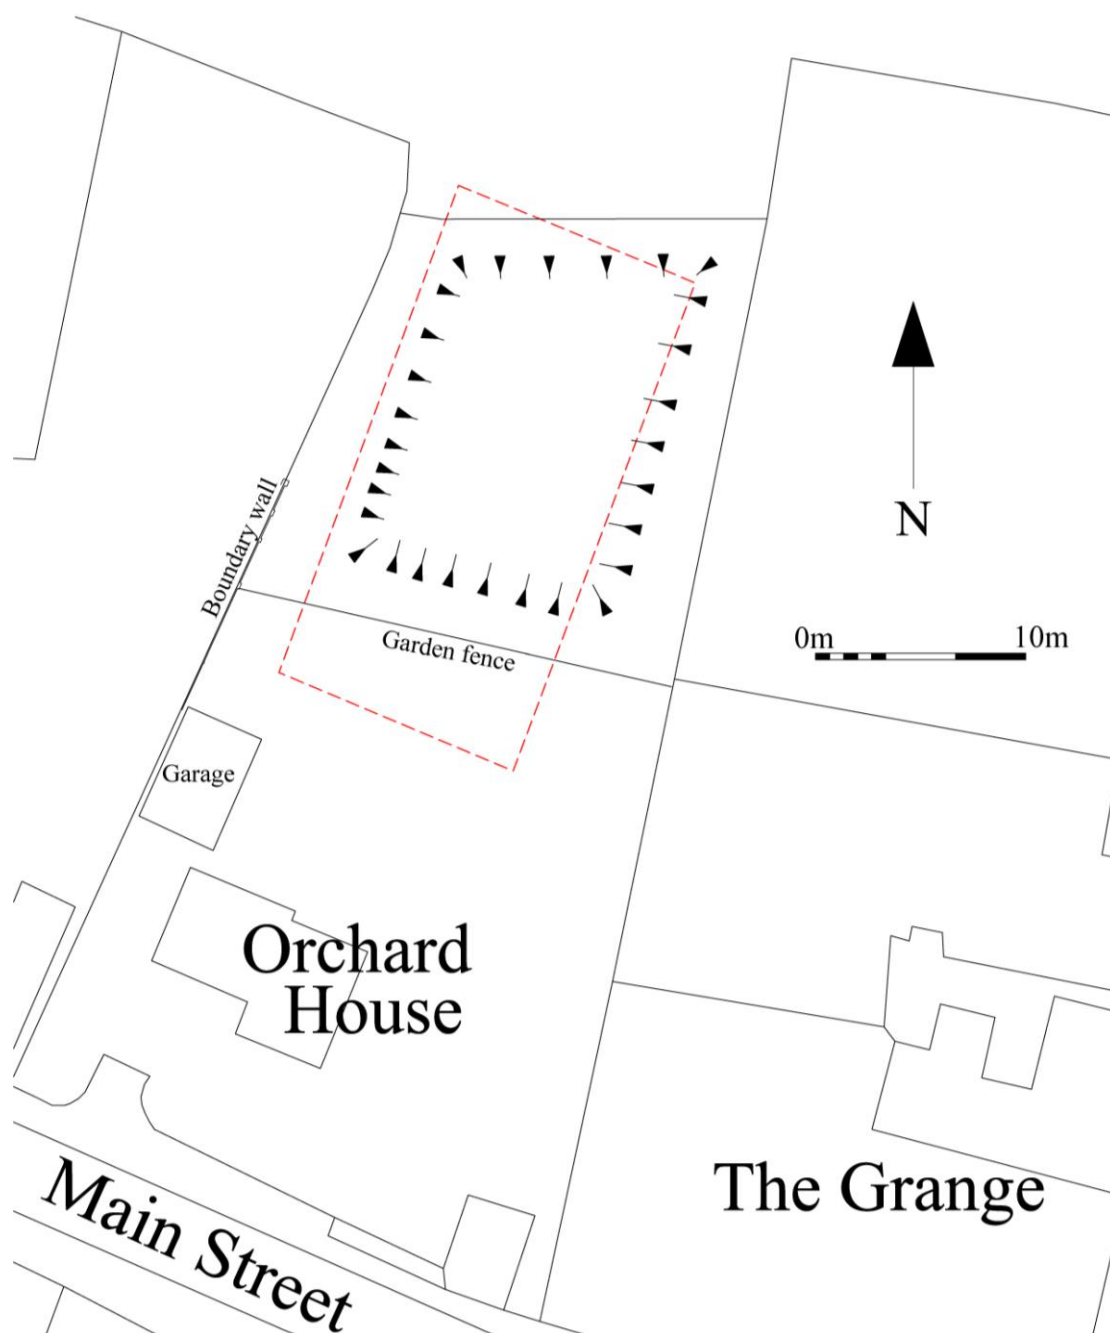 Boundary wall
N
0m 10m
Garden fence
Garage
Orchard
House
The Grange
Main Street